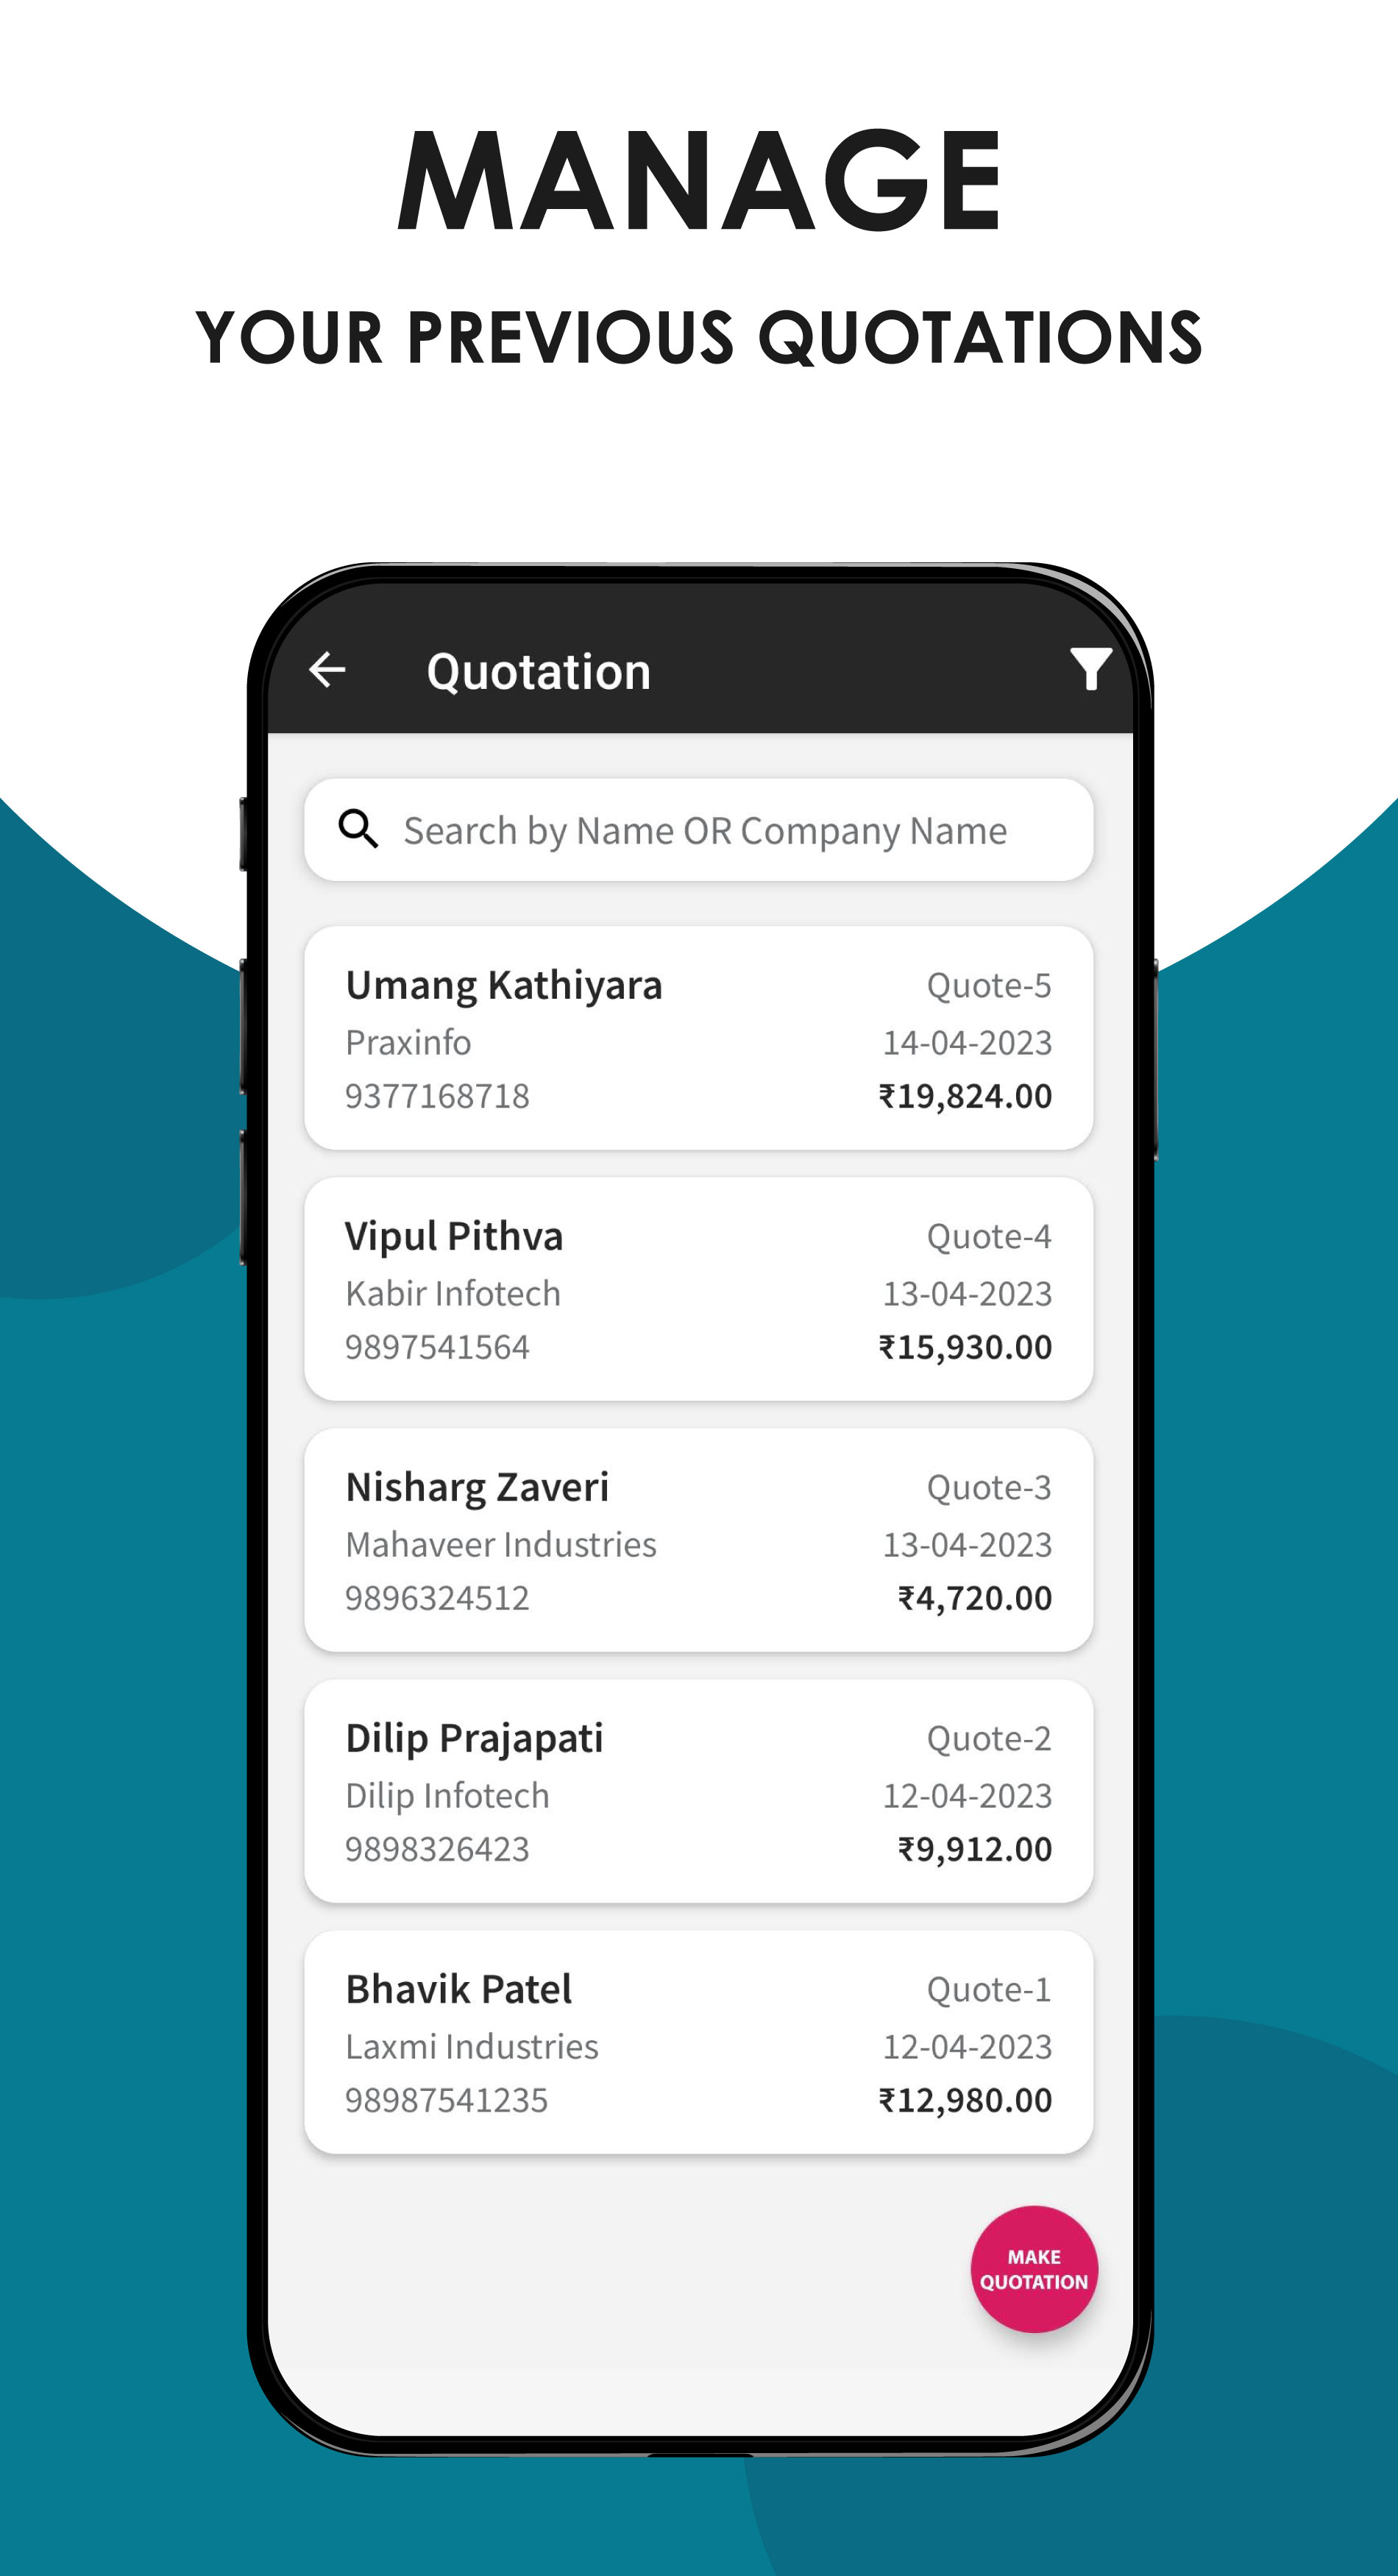 MANAGE
YOUR PREVIOUS QUOTATIONS
Quotation
Search by Name OR Company Name
Umang Kathiyara Quote-5
Praxinfo 14-04-2023
9377168718 ₹19,824.00
Vipul Pithva Quote-4
Kabir Infotech 13-04-2023
9897541564 ₹15,930.00
Nisharg Zaveri Quote-3
Mahaveer Industries 13-04-2023
9896324512 ₹4,720.00
Dilip Prajapati Quote-2
Dilip Infotech 12-04-2023
9898326423 ₹9,912.00
Bhavik Patel Quote-1
Laxmi Industries 12-04-2023
98987541235 ₹12,980.00
MAKE
QUOTATION